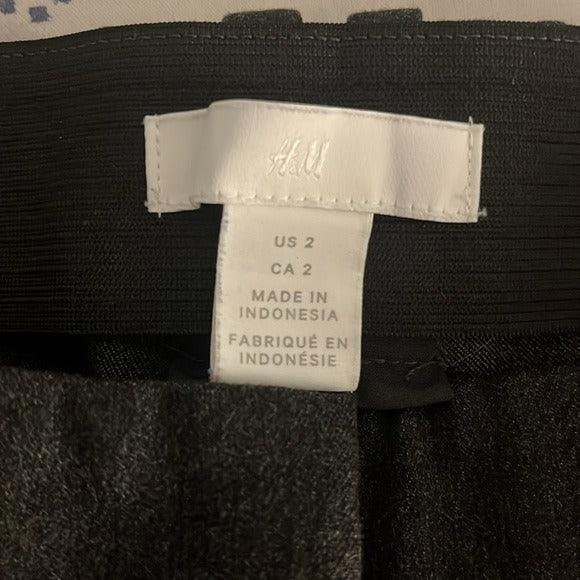 H&M
US 2
CA 2
MADE IN
INDONESIA
FABRIQUÉ EN
INDONÉSIE